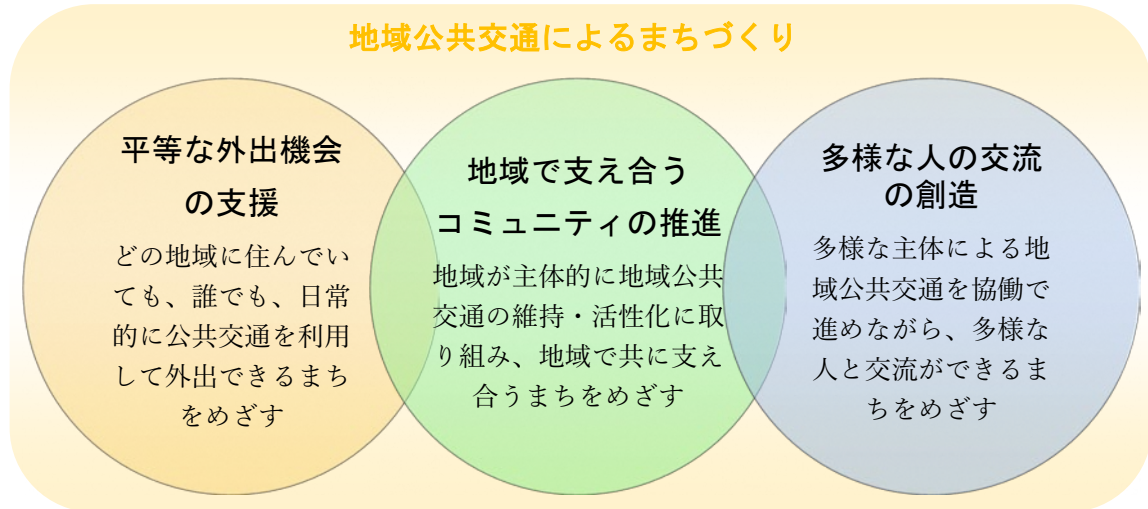 地域公共交通によるまちづくり
平等な外出機会
の支援
どの地域に住んでい
ても、誰でも、日常
的に公共交通を利用
して外出できるまち
をめざす
地域で支え合う
コミュニティの推進
地域が主体的に地域公共
交通の維持・活性化に取
り組み、地域で共に支え
合うまちをめざす
多様な人の交流
の創造
多様な主体による地
域公共交通を協働で
進めながら、多様な
人と交流ができるま
ちをめざす